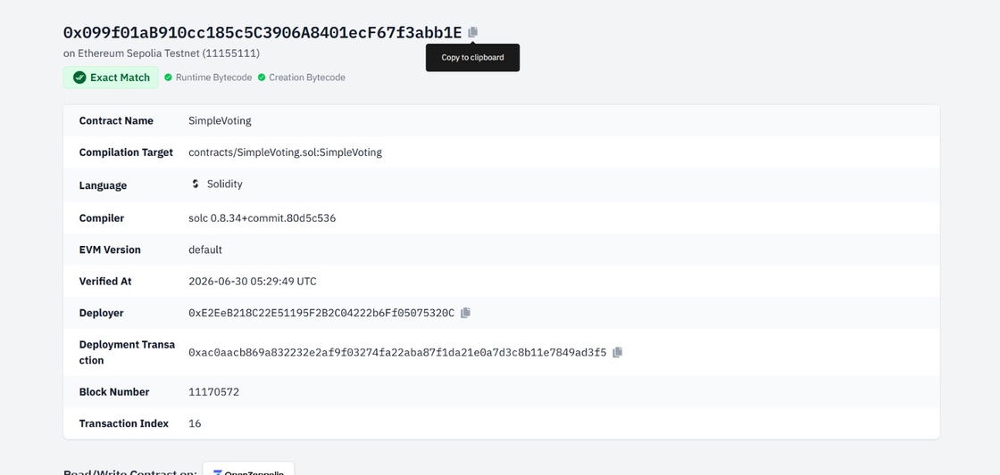 0x099f01aB910cc185c5C3906A8401ecF67f3abb1E
on Ethereum Sepolia Testnet (11155111)
Copy to clipboard
Exact Match Runtime Bytecode Creation Bytecode
Contract Name SimpleVoting
Compilation Target contracts/SimpleVoting.sol:SimpleVoting
Language Solidity
Compiler solc 0.8.34+commit.80d5c536
EVM Version default
Verified At 2026-06-30 05:29:49 UTC
Deployer 0xE2EeB218C22E51195F2B2C04222b6Ff05075320C
Deployment Transa
ction 0xac0aacb869a832232e2af9f03274fa22aba87f1da21e0a7d3c8b11e7849ad3f5
Block Number 11170572
Transaction Index 16
Read/Write Contract on: OpenZeppelin